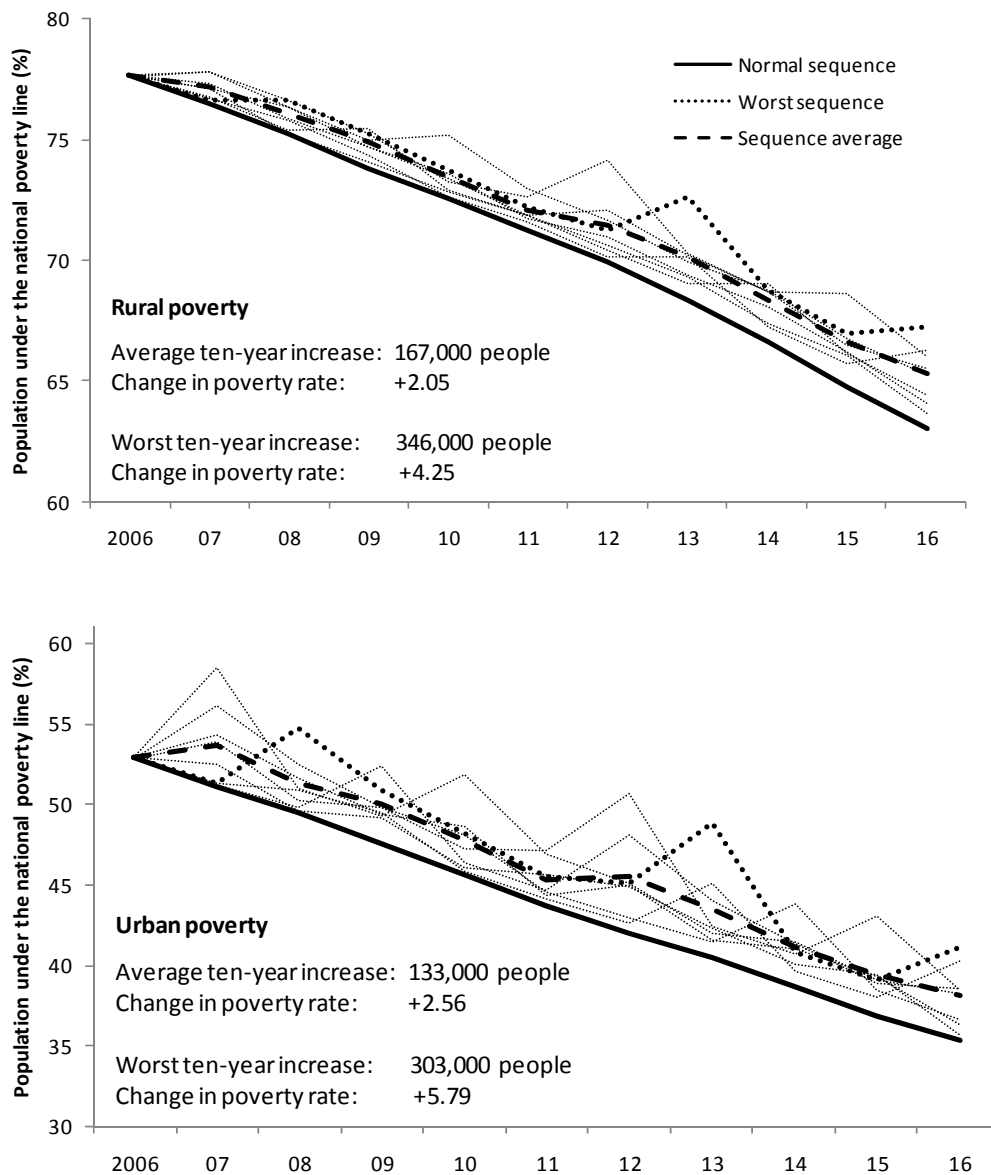 Population under the national poverty line (%)
80
75
70
65
60
Normal sequence
Worst sequence
Sequence average
Rural poverty
Average ten-year increase: 167,000 people
Change in poverty rate: +2.05
Worst ten-year increase: 346,000 people
Change in poverty rate: +4.25
2006 07 08 09 10 11 12 13 14 15 16
Population under the national poverty line (%)
60
55
50
45
40
35
30
Urban poverty
Average ten-year increase: 133,000 people
Change in poverty rate: +2.56
Worst ten-year increase: 303,000 people
Change in poverty rate: +5.79
2006 07 08 09 10 11 12 13 14 15 16